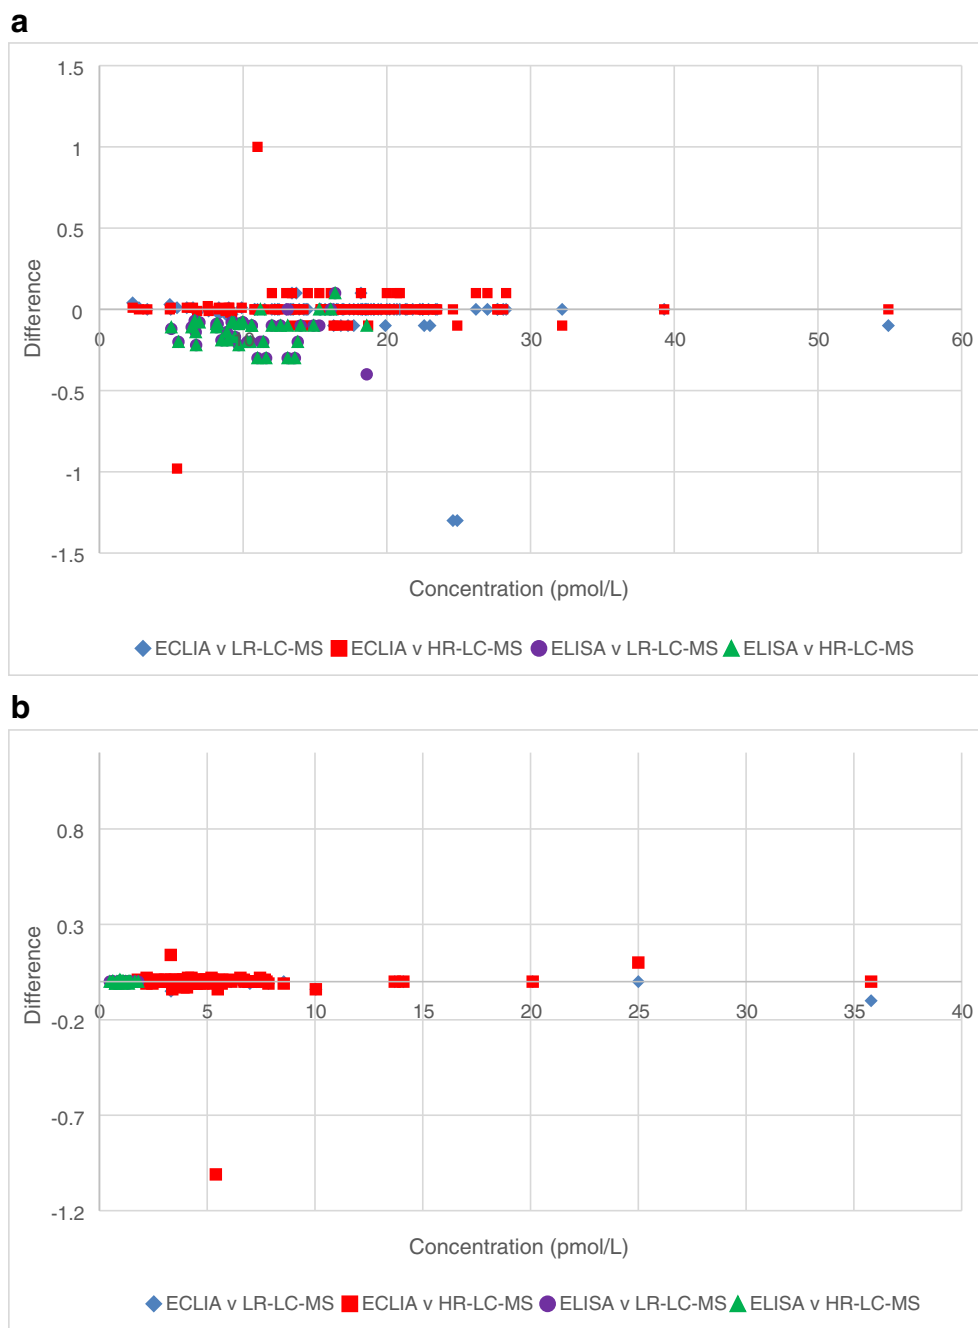 a
1.5
1
0.5
0
-0.5
-1
-1.5
Difference
0 20 30 40 50 60
Concentration (pmol/L)
ECLIA v LR-LC-MS ECLIA v HR-LC-MS ELISA v LR-LC-MS ELISA v HR-LC-MS
b
0.8
0.3
-0.2
-0.7
-1.2
Difference
0 5 10 15 20 25 30 35 40
Concentration (pmol/L)
ECLIA v LR-LC-MS ECLIA v HR-LC-MS ELISA v LR-LC-MS ELISA v HR-LC-MS